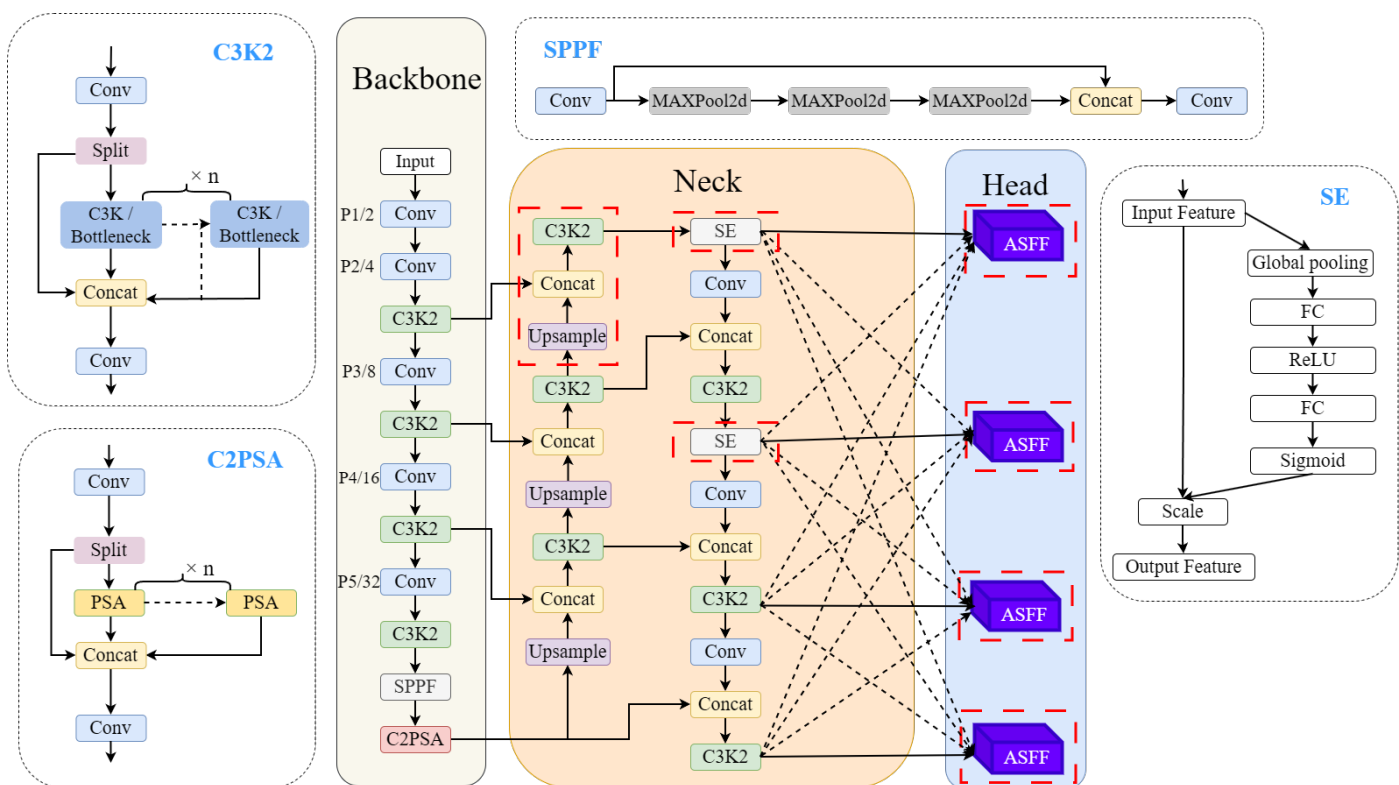 C3K2
Conv
Split
× n
C3K /
Bottleneck
C3K /
Bottleneck
Concat
Conv
C2PSA
Conv
Split
× n
PSA
PSA
Concat
Conv
Backbone
Input
P1/2
Conv
P2/4
Conv
C3K2
P3/8
Conv
C3K2
P4/16
Conv
C3K2
P5/32
Conv
C3K2
SPPF
C2PSA
SPPF
Conv
MAXPool2d
MAXPool2d
MAXPool2d
Concat
Conv
Neck
C3K2
Concat
Upsample
C3K2
Concat
Upsample
C3K2
Concat
Upsample
SE
Conv
Concat
C3K2
SE
Conv
Concat
C3K2
Conv
Concat
C3K2
Head
ASFF
ASFF
ASFF
ASFF
SE
Input Feature
Global pooling
FC
ReLU
FC
Sigmoid
Scale
Output Feature